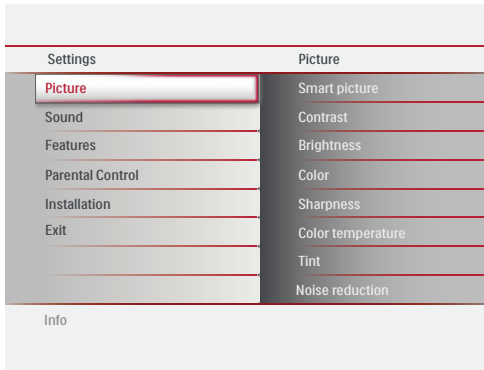 Settings
Picture
Picture
Sound
Features
Parental Control
Installation
Exit
Smart picture
Contrast
Brightness
Color
Sharpness
Color temperature
Tint
Noise reduction
Info